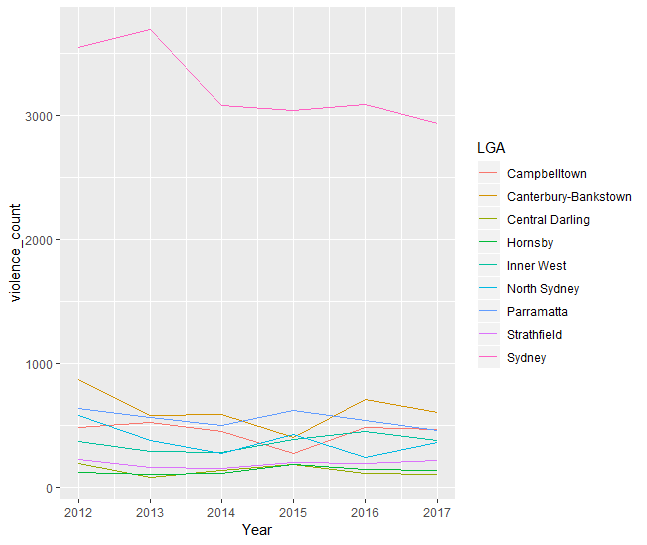 3000
2000
1000
0
violence_count
2012 2013 2014 2015 2016 2017
Year
LGA
Campbelltown
Canterbury-Bankstown
Central Darling
Hornsby
Inner West
North Sydney
Parramatta
Strathfield
Sydney